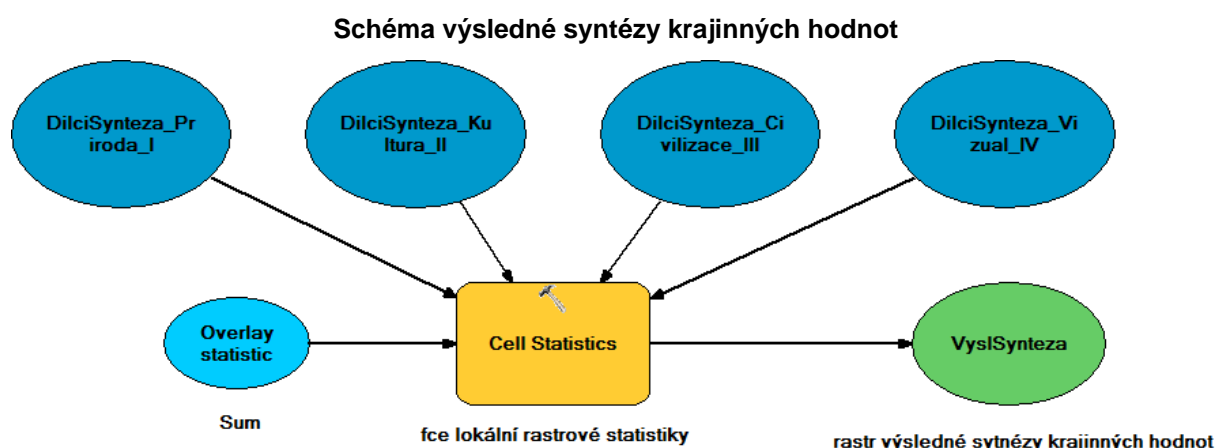 Schéma výsledné syntézy krajinných hodnot
DilciSynteza_Pr
iroda_I
DilciSynteza_Ku
ltura_II
DilciSynteza_Ci
vilizace_III
DilciSynteza_Vi
zual_IV
Overlay
statistic
Cell Statistics
VyslSynteza
Sum
fce lokální rastrové statistiky
rastr výsledné sytnézy krajinných hodnot